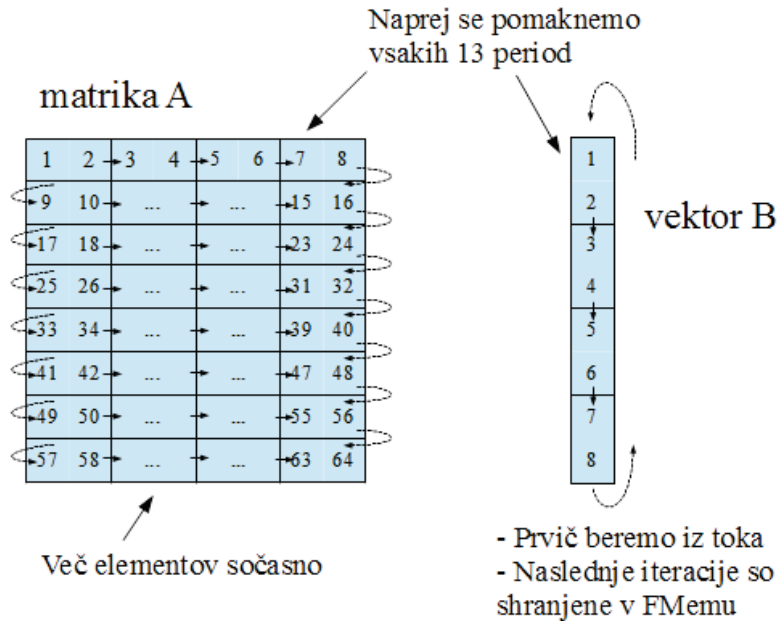 Naprej se pomaknemo
vsakih 13 period
matrika A
1 2 3 4 5 6 7 8
9 10 ... ... 15 16
17 18 ... ... 23 24
25 26 ... ... 31 32
33 34 ... ... 39 40
41 42 ... ... 47 48
49 50 ... ... 55 56
57 58 ... ... 63 64
Več elementov sočasno
1
2
3
4
5
6
7
8
vektor B
- Prvič beremo iz toka
- Naslednje iteracije so
shranjene v FMemu